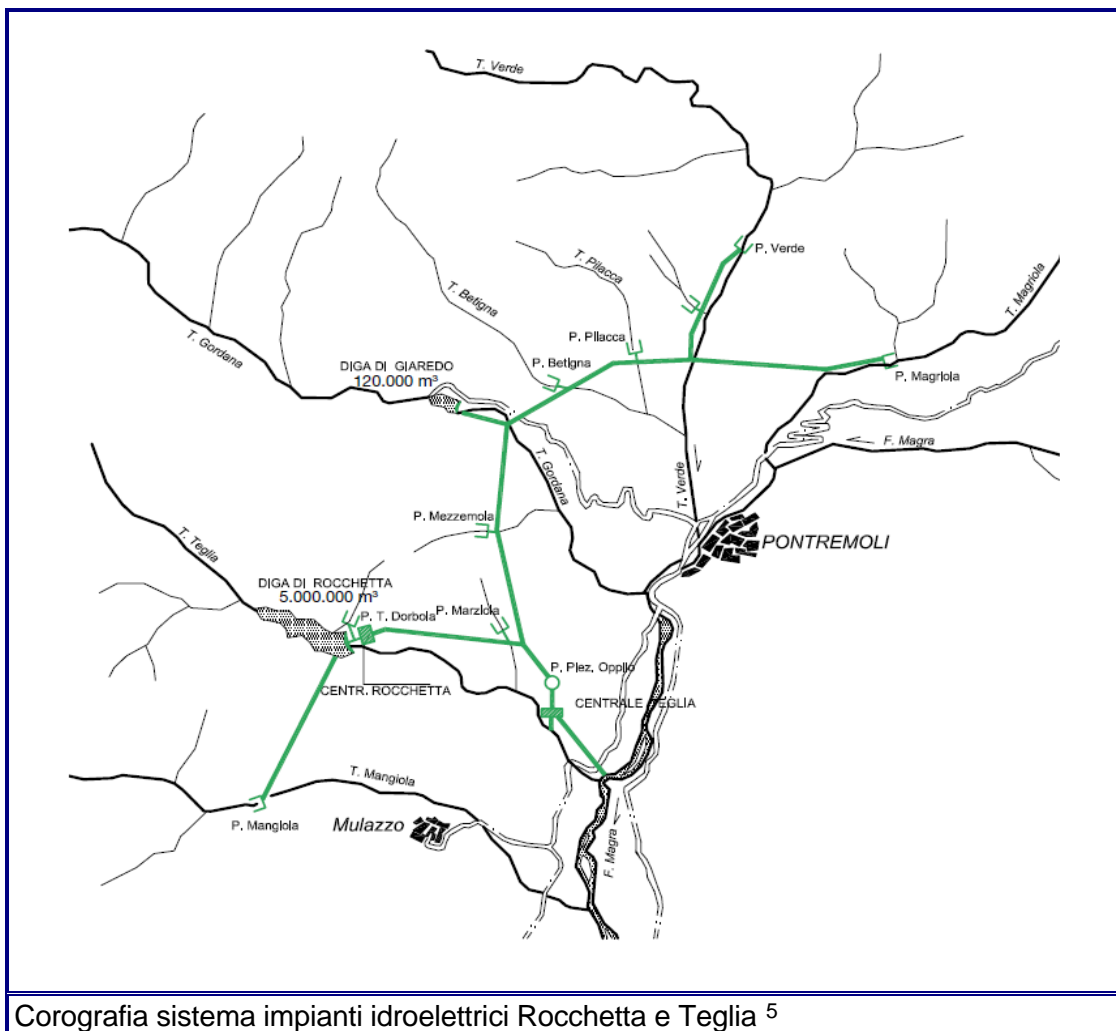 T. Verde
P. Verde
T. Pilacca
T. Magriola
T. Betigna
T. Gordana
P. Pilacca
DIGA DI GIAREDO
120.000 m³
P. Betigna
P. Magriola
F. Magra
T. Gordana
T. Verde
P. Mezzemola
PONTREMOLI
T. Teglia
DIGA DI ROCCHETTA
5.000.000 m³
P. T. Dorbola
P. Marziola
P. Piez. Oppilo
CENTR. ROCCHETTA
CENTRALE TEGLIA
T. Mangiola
P. Mangiola
Mulazzo
F. Magra
Corografia sistema impianti idroelettrici Rocchetta e Teglia 5